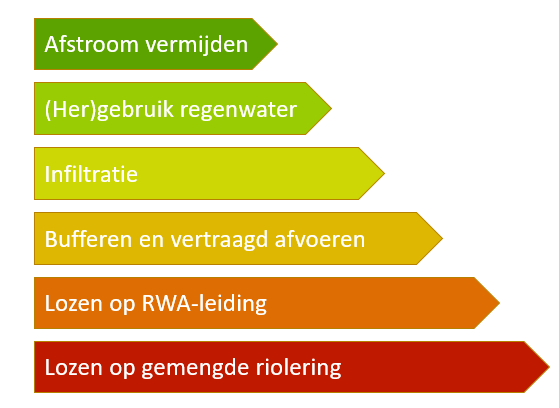 Afstroom vermijden
(Her)gebruik regenwater
Infiltratie
Bufferen en vertraagd afvoeren
Lozen op RWA-leiding
Lozen op gemengde riolering